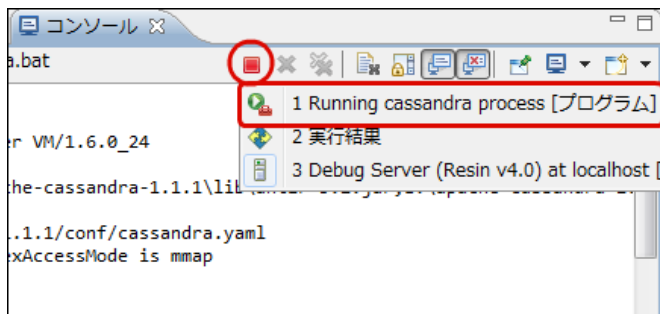 コンソール
a.bat
1 Running cassandra process [プログラム]
er VM/1.6.0_24
2 実行結果
3 Debug Server (Resin v4.0) at localhost [
che-cassandra-1.1.1\lib\
.1.1/conf/cassandra.yaml
exAccessMode is mmap